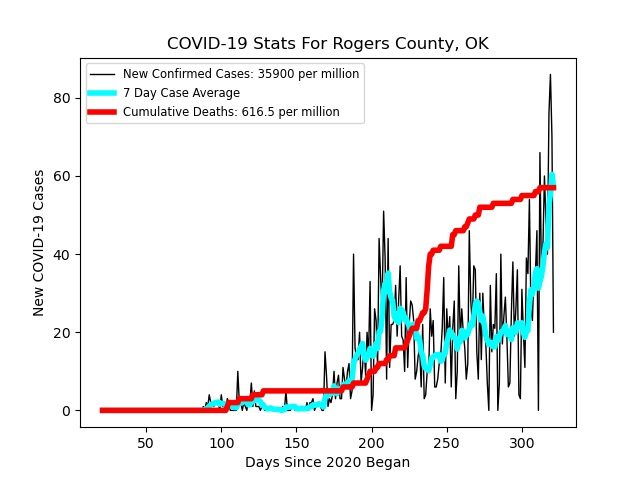 COVID-19 Stats For Rogers County, OK
New Confirmed Cases: 35900 per million
7 Day Case Average
Cumulative Deaths: 616.5 per million
New COVID-19 Cases
80
60
40
20
0
50 100 150 200 250 300
Days Since 2020 Began